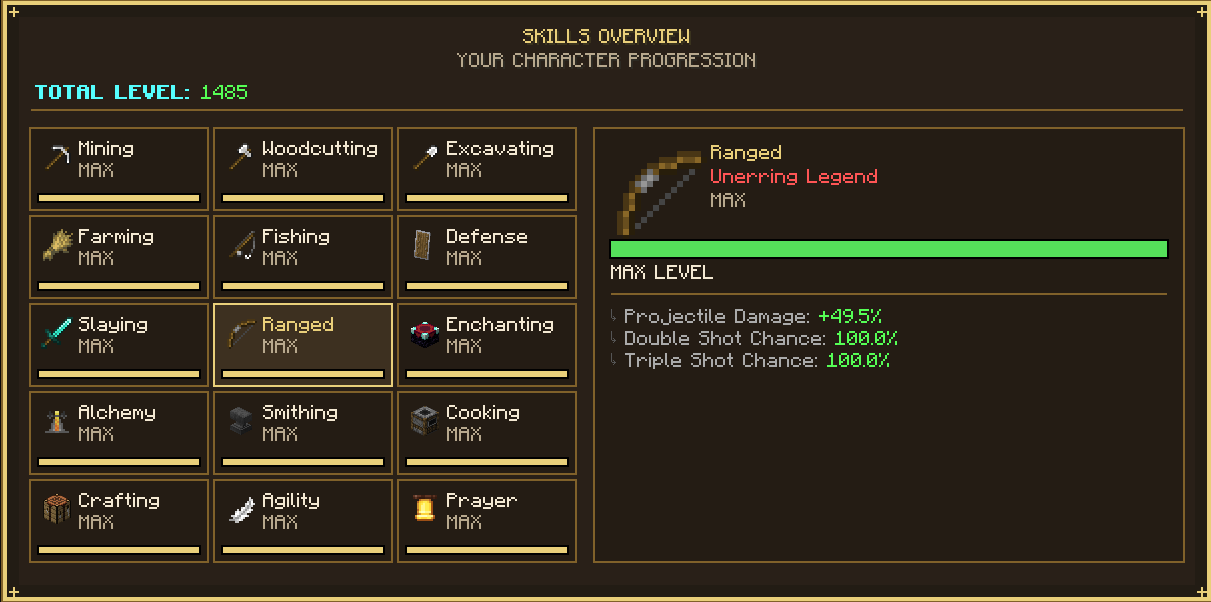 SKILLS OVERVIEW
YOUR CHARACTER PROGRESSION
TOTAL LEVEL: 1485
Mining
MAX
Woodcutting
MAX
Excavating
MAX
Farming
MAX
Fishing
MAX
Defense
MAX
Slaying
MAX
Ranged
MAX
Enchanting
MAX
Alchemy
MAX
Smithing
MAX
Cooking
MAX
Crafting
MAX
Agility
MAX
Prayer
MAX
Ranged
Unerring Legend
MAX
MAX LEVEL
Projectile Damage: +49.5%
Double Shot Chance: 100.0%
Triple Shot Chance: 100.0%